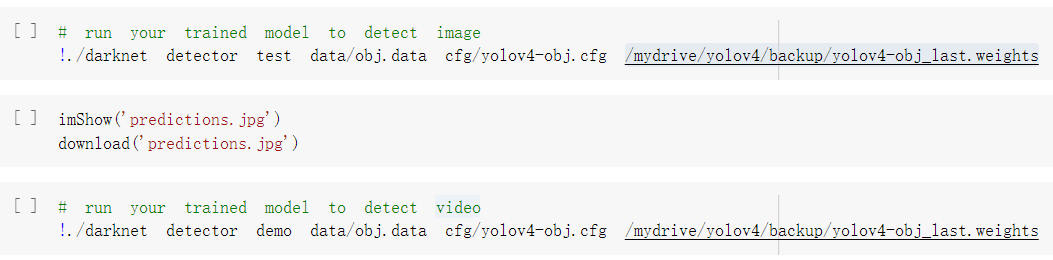 [ ] # run your trained model to detect image
!./darknet detector test data/obj.data cfg/yolov4-obj.cfg /mydrive/yolov4/backup/yolov4-obj_last.weights
[ ] imShow('predictions.jpg')
download('predictions.jpg')
[ ] # run your trained model to detect video
!./darknet detector demo data/obj.data cfg/yolov4-obj.cfg /mydrive/yolov4/backup/yolov4-obj_last.weights